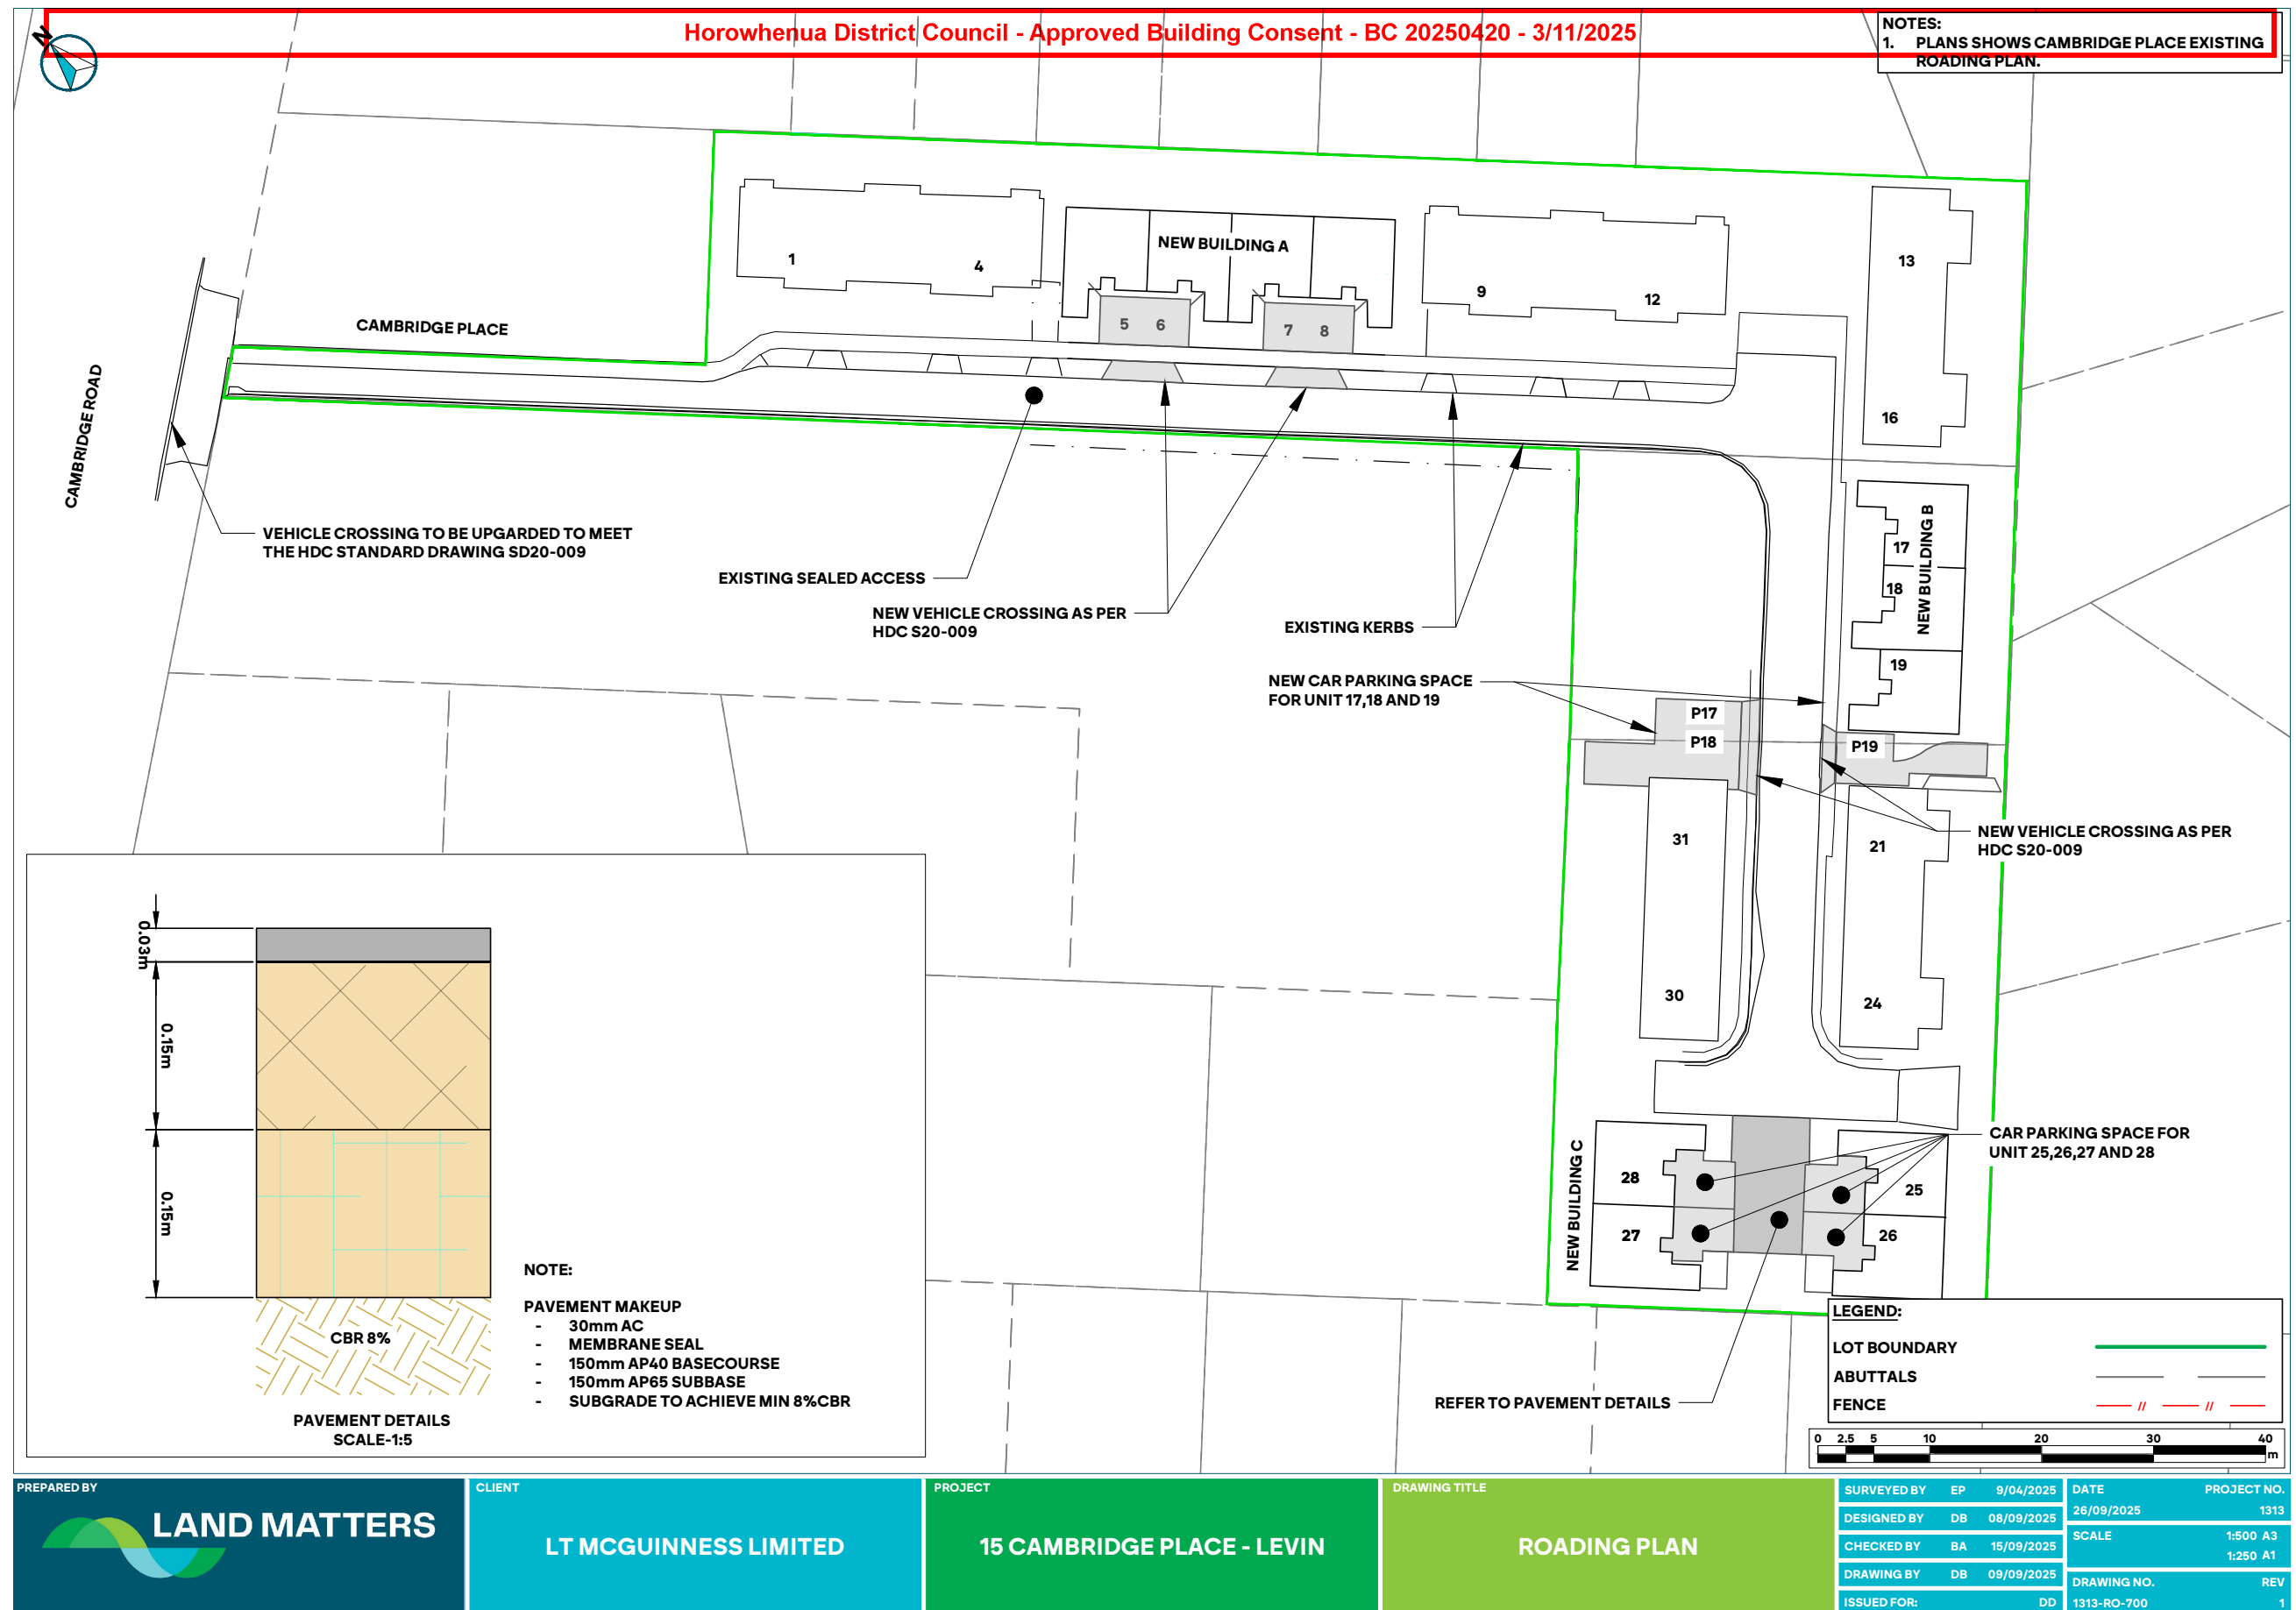 Horowhenua District Council - Approved Building Consent - BC 20250420 - 3/11/2025
N
NOTES:
1. PLANS SHOWS CAMBRIDGE PLACE EXISTING
ROADING PLAN.
CAMBRIDGE ROAD
CAMBRIDGE PLACE
1
4
NEW BUILDING A
5 6
7 8
9
12
13
16
VEHICLE CROSSING TO BE UPGARDED TO MEET
THE HDC STANDARD DRAWING SD20-009
EXISTING SEALED ACCESS
NEW VEHICLE CROSSING AS PER
HDC S20-009
EXISTING KERBS
NEW BUILDING B
17
18
19
NEW CAR PARKING SPACE
FOR UNIT 17,18 AND 19
P17
P18
P19
NEW VEHICLE CROSSING AS PER
HDC S20-009
31
30
21
24
CAR PARKING SPACE FOR
UNIT 25,26,27 AND 28
NEW BUILDING C
28
27
25
26
REFER TO PAVEMENT DETAILS
0.03m
0.15m
0.15m
CBR 8%
PAVEMENT DETAILS
SCALE-1:5
NOTE:
PAVEMENT MAKEUP
- 30mm AC
- MEMBRANE SEAL
- 150mm AP40 BASECOURSE
- 150mm AP65 SUBBASE
- SUBGRADE TO ACHIEVE MIN 8%CBR
LEGEND:
LOT BOUNDARY
ABUTTALS
FENCE
0 2.5 5 10 20 30 40
m
PREPARED BY
LAND MATTERS
CLIENT
LT MCGUINNESS LIMITED
PROJECT
15 CAMBRIDGE PLACE - LEVIN
DRAWING TITLE
ROADING PLAN
SURVEYED BY EP 9/04/2025
DESIGNED BY DB 08/09/2025
CHECKED BY BA 15/09/2025
DRAWING BY DB 09/09/2025
ISSUED FOR: DD
DATE
26/09/2025
PROJECT NO.
1313
SCALE
1:500 A3
1:250 A1
DRAWING NO.
1313-RO-700
REV
1